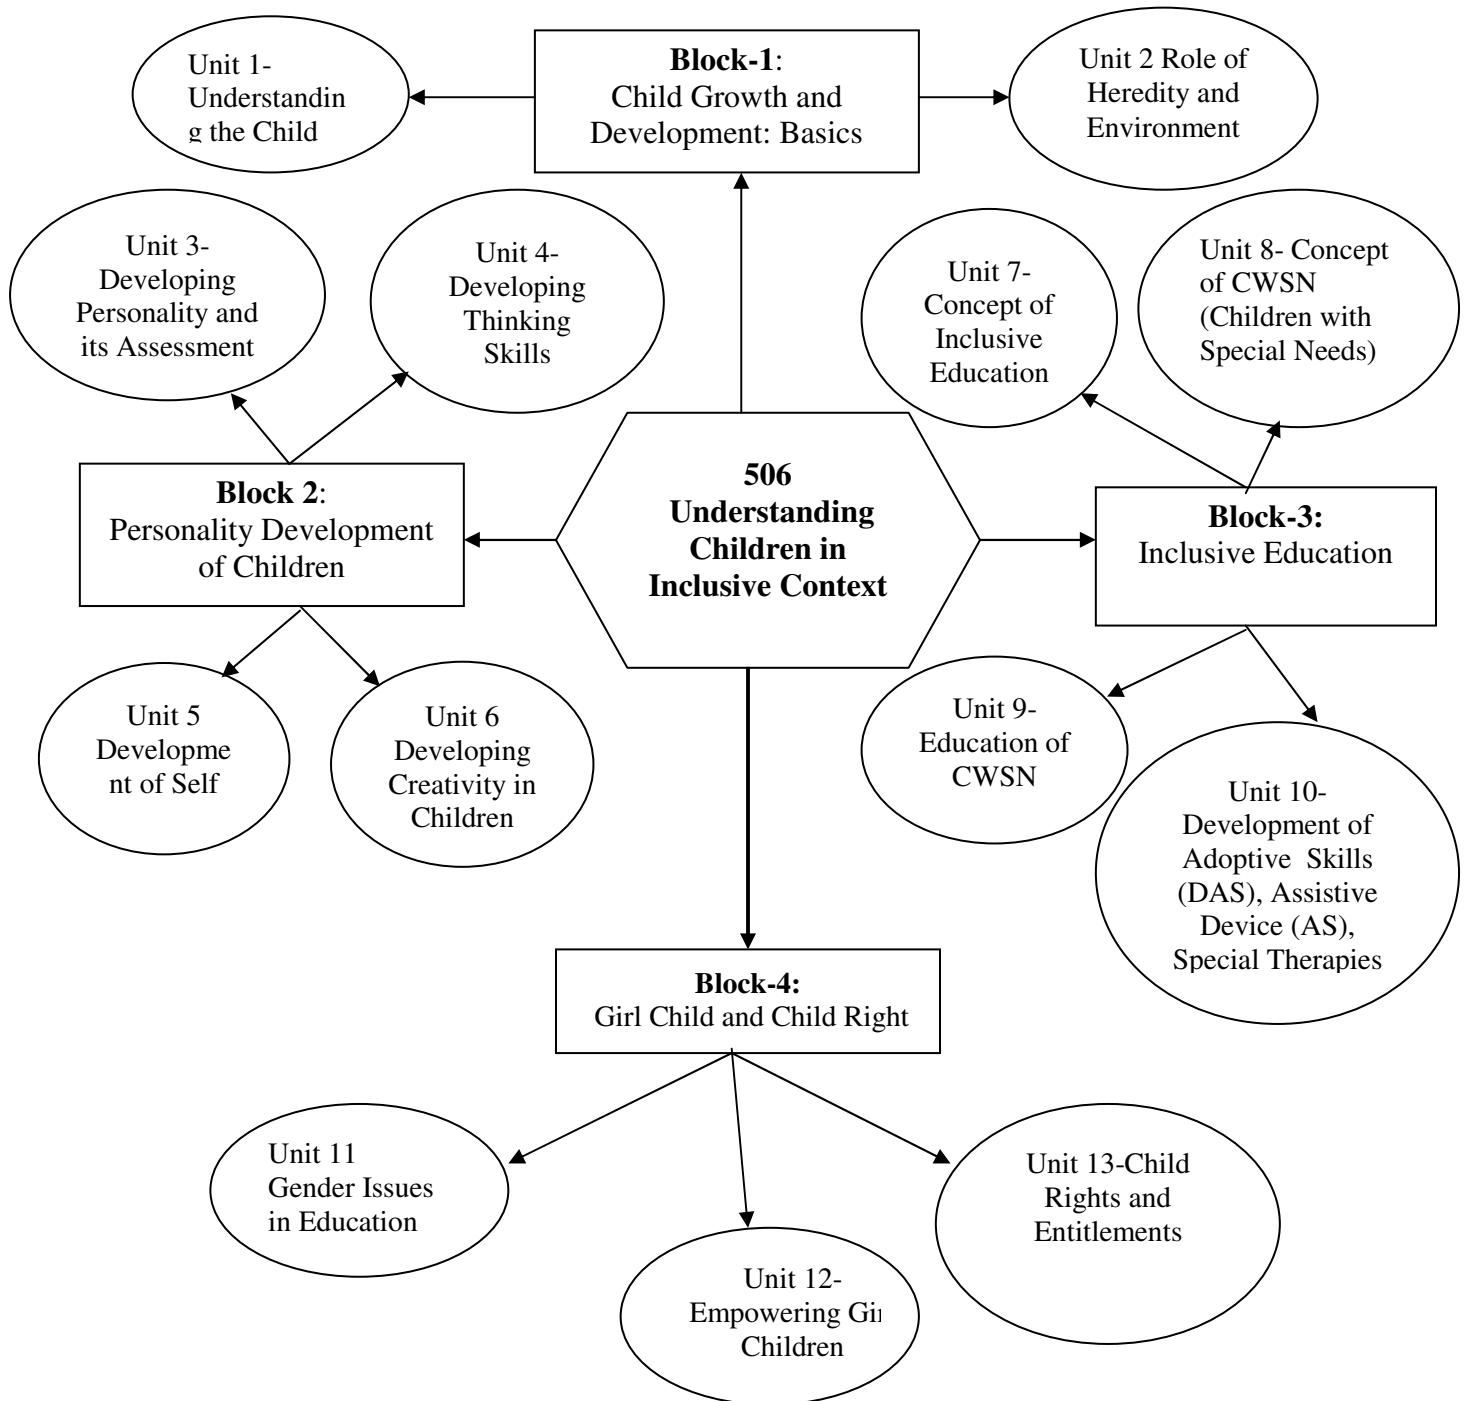 Unit 1-
Understandin
g the Child
Block-1:
Child Growth and
Development: Basics
Unit 2 Role of
Heredity and
Environment
Unit 3-
Developing
Personality and
its Assessment
Unit 4-
Developing
Thinking
Skills
Unit 7-
Concept of
Inclusive
Education
Unit 8- Concept
of CWSN
(Children with
Special Needs)
Block 2:
Personality Development
of Children
506
Understanding
Children in
Inclusive Context
Block-3:
Inclusive Education
Unit 5
Developme
nt of Self
Unit 6
Developing
Creativity in
Children
Unit 9-
Education of
CWSN
Unit 10-
Development of
Adoptive Skills
(DAS), Assistive
Device (AS),
Special Therapies
Block-4:
Girl Child and Child Right
Unit 11
Gender Issues
in Education
Unit 12-
Empowering Gi
Children
Unit 13-Child
Rights and
Entitlements